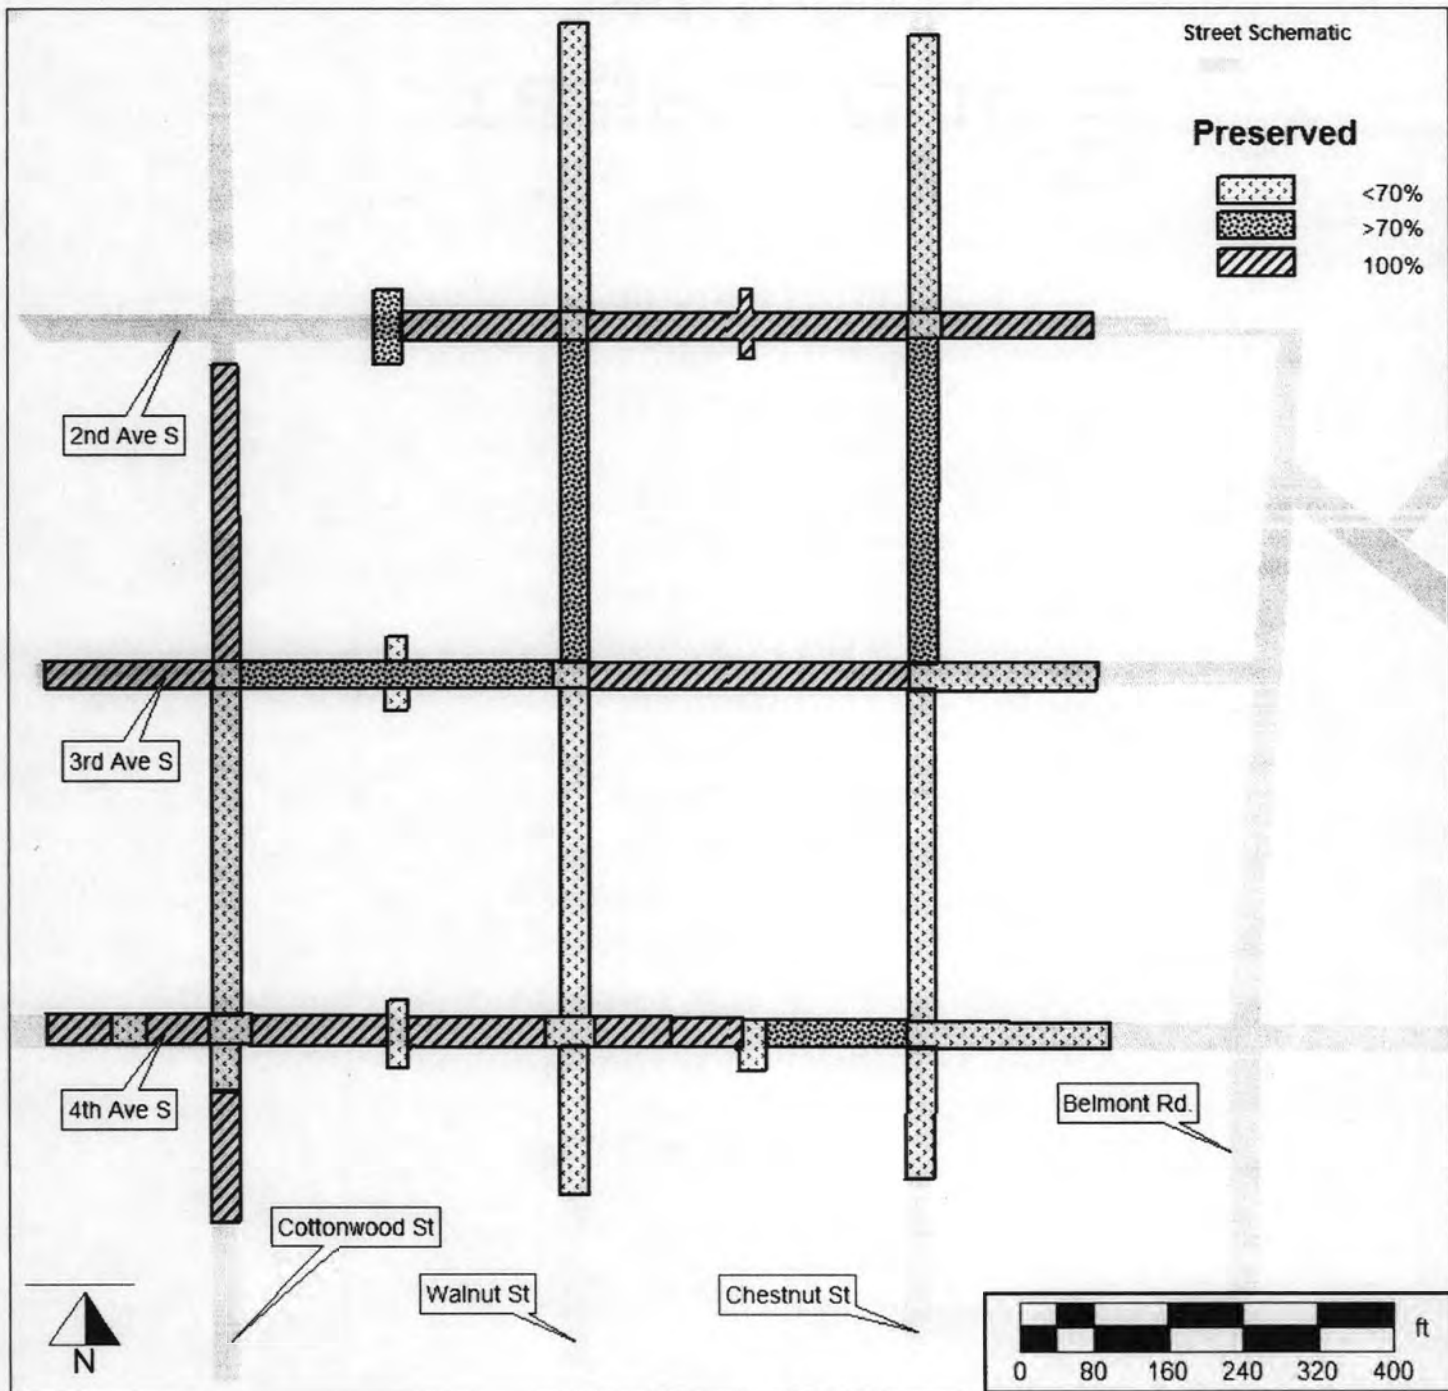 Street Schematic
Preserved
<70%
>70%
100%
2nd Ave S
3rd Ave S
4th Ave S
Belmont Rd.
Cottonwood St
Walnut St
Chestnut St
N
ft
0 80 160 240 320 400